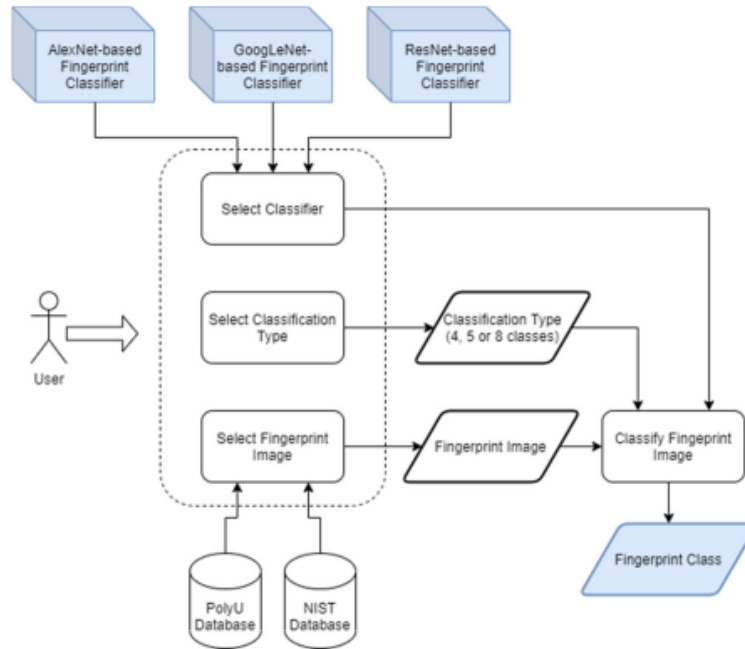 AlexNet-based
Fingerprint
Classifier
GoogLeNet-
based Fingerprint
Classifier
ResNet-based
Fingerprint
Classifier
Select Classifier
Select Classification
Type
Classification Type
(4, 5 or 8 classes)
User
Select Fingerprint
Image
Fingerprint Image
Classify Fingeprint
Image
Fingerprint Class
PolyU
Database
NIST
Database